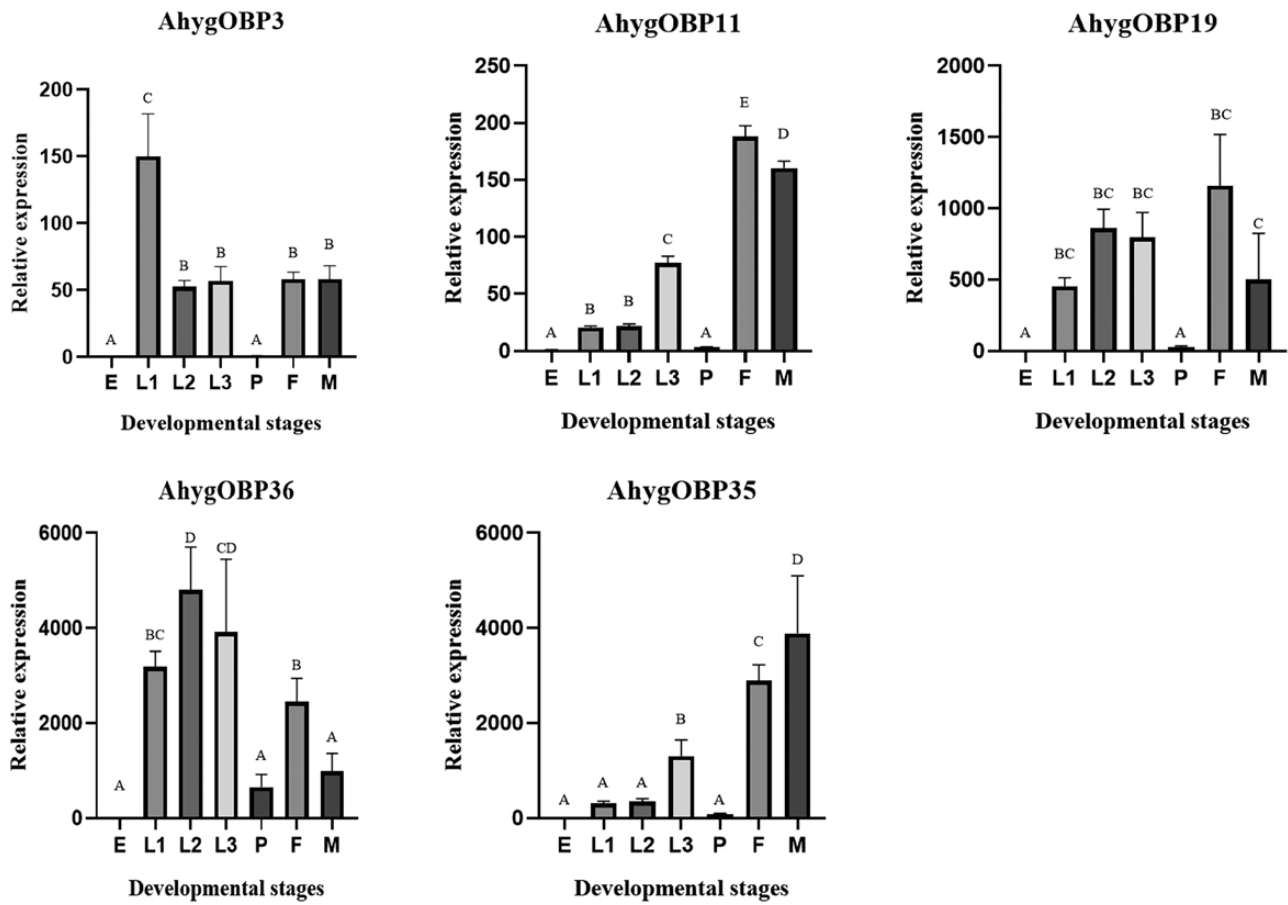 AhygOBP3
Relative expression
200
150
100
50
0
A
C
B
B
A
B
B
E L1 L2 L3 P F M
Developmental stages
AhygOBP11
Relative expression
250
200
150
100
50
0
A
B
B
C
A
E
D
E L1 L2 L3 P F M
Developmental stages
AhygOBP19
Relative expression
2000
1500
1000
500
0
A
BC
BC
BC
A
BC
C
E L1 L2 L3 P F M
Developmental stages
AhygOBP36
Relative expression
6000
4000
2000
0
A
BC
D
CD
A
B
A
E L1 L2 L3 P F M
Developmental stages
AhygOBP35
Relative expression
6000
4000
2000
0
A
A
A
B
A
C
D
E L1 L2 L3 P F M
Developmental stages